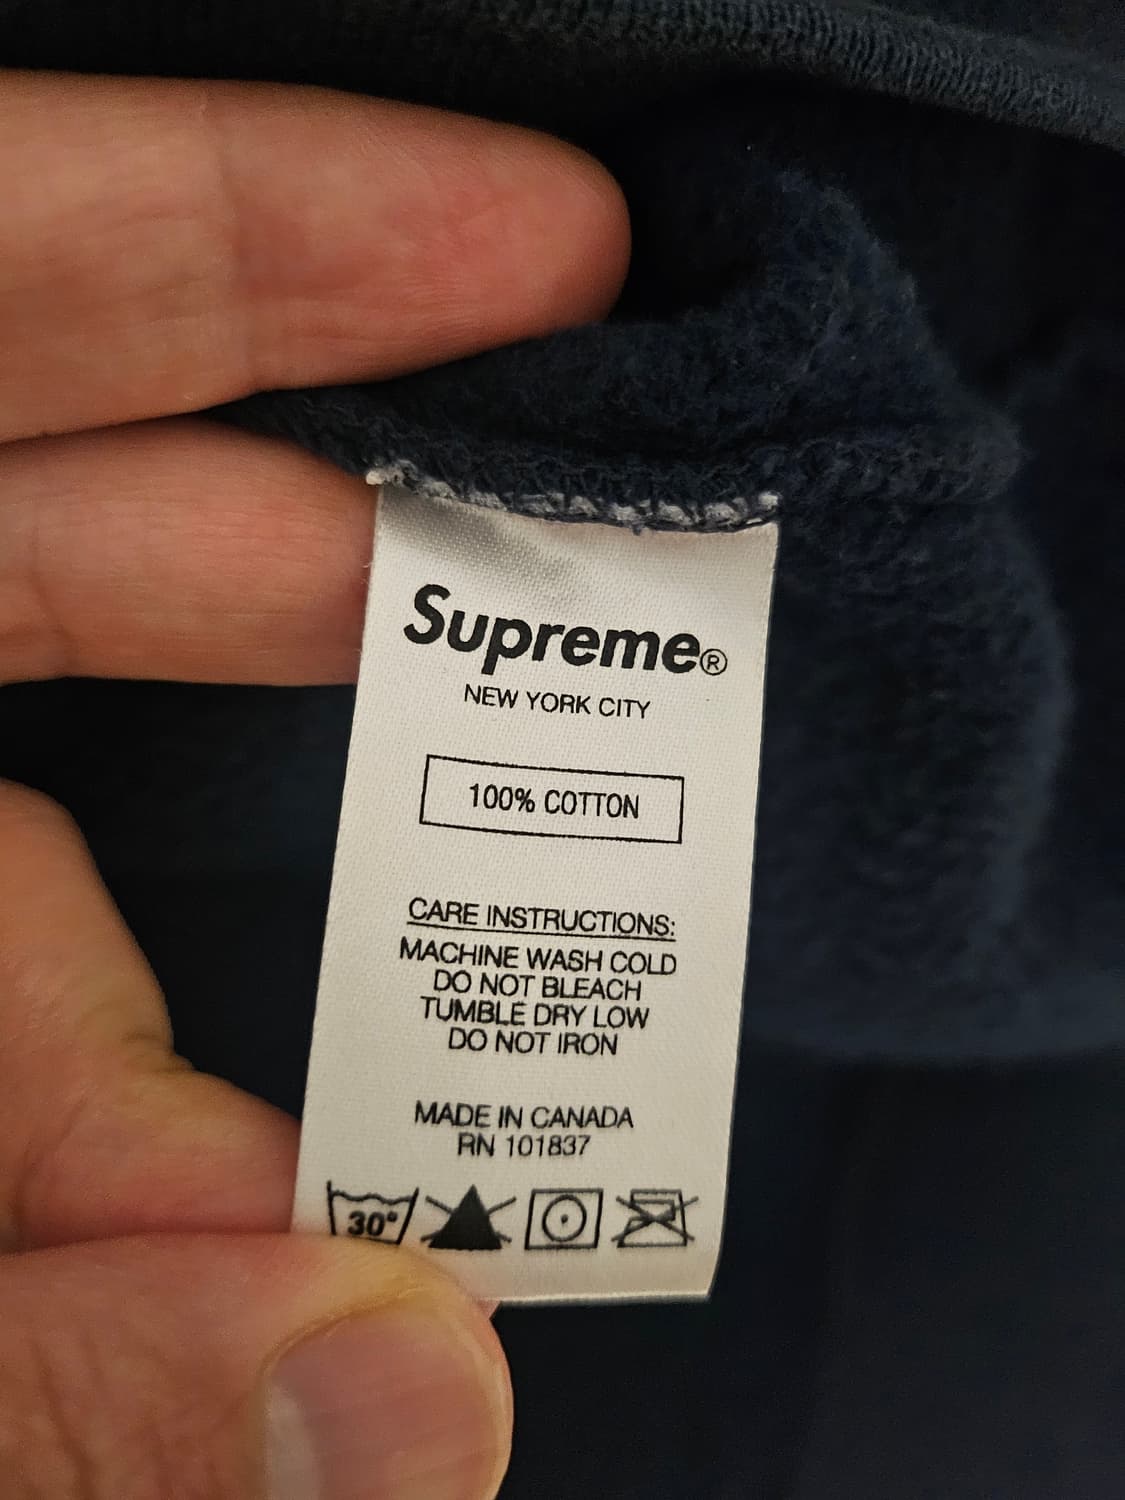 Supreme®
NEW YORK CITY
100% COTTON
CARE INSTRUCTIONS:
MACHINE WASH COLD
DO NOT BLEACH
TUMBLE DRY LOW
DO NOT IRON
MADE IN CANADA
RN 101837
30°